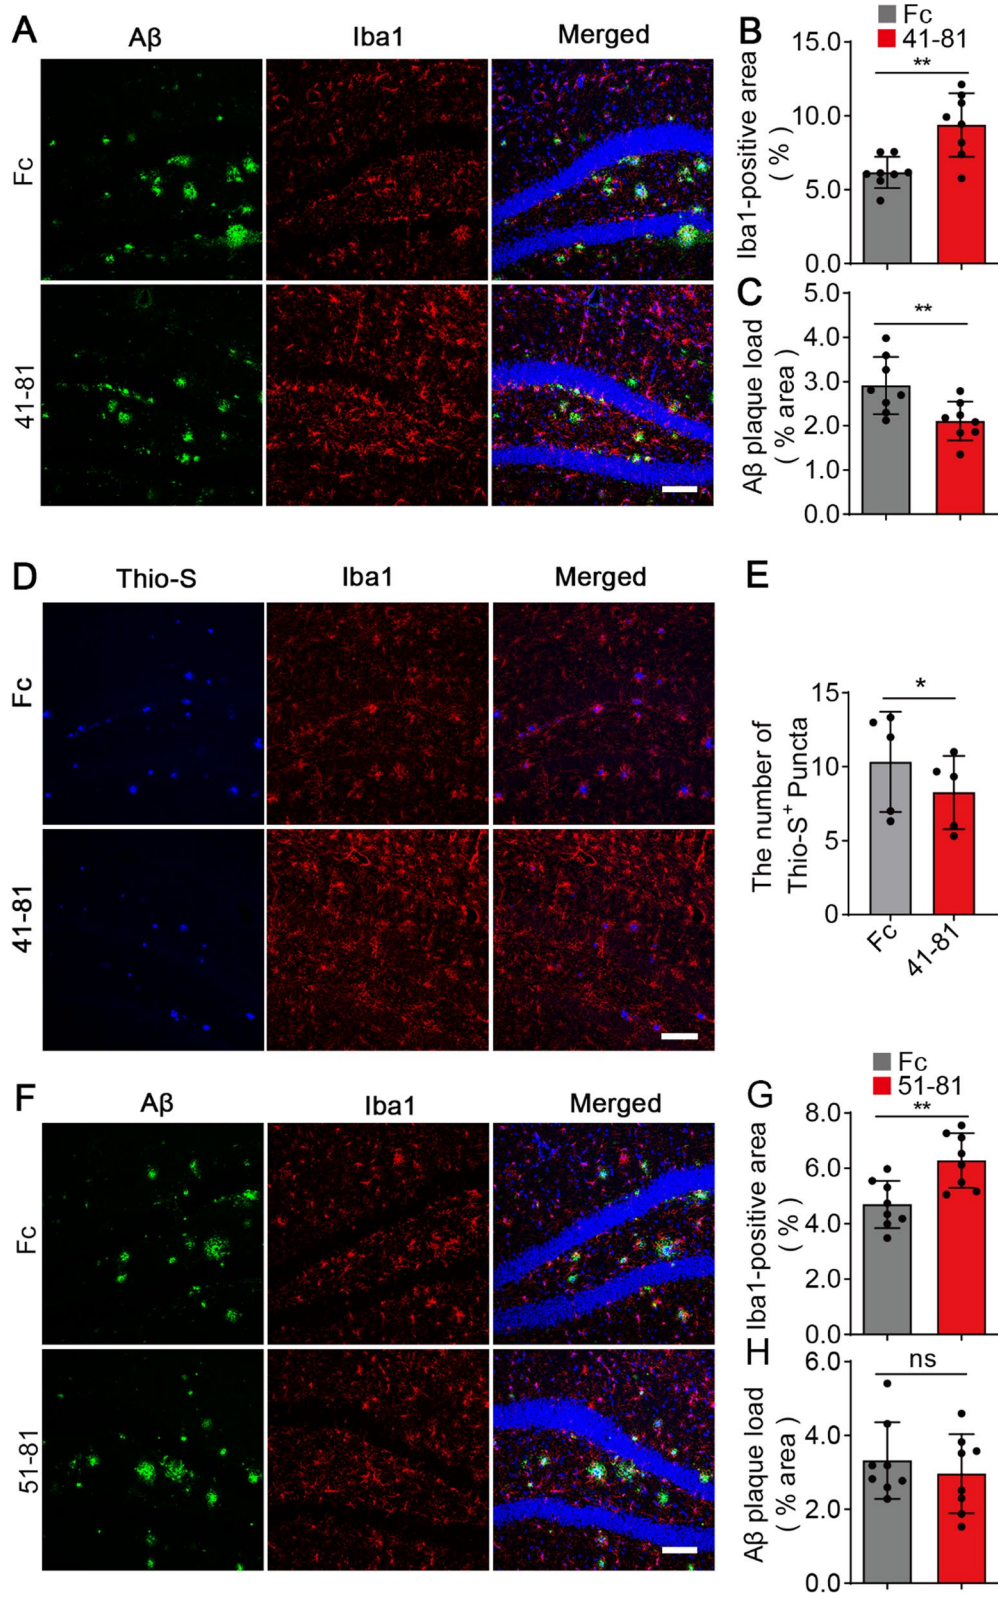 A
Aβ
Iba1
Merged
Fc
41-81
B
Fc
41-81
Iba1-positive area
( % )
15.0
10.0
5.0
0.0
**
C
Aβ plaque load
( % area )
5.0
4.0
3.0
2.0
1.0
0.0
**
D
Thio-S
Iba1
Merged
Fc
41-81
E
The number of
Thio-S+ Puncta
15
10
5
0
*
Fc
41-81
F
Aβ
Iba1
Merged
Fc
51-81
G
Fc
51-81
Iba1-positive area
( % )
8.0
6.0
4.0
2.0
0.0
**
H
Aβ plaque load
( % area )
6.0
4.0
2.0
0.0
ns